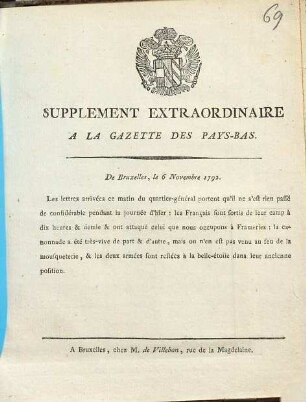 69
SUPPLEMENT EXTRAORDINAIRE
A LA GAZETTE DES PAYS-BAS.
De Bruxelles, le 6 Novembre 1792.
Les lettres arrivées ce matin du quartier-général portent qu'il ne s'est rien passé
de considérable pendant la journée d'hier : les Français sont sortis de leur camp à
dix heures & demie & ont attaqué celui que nous occupons à Frameries : la ca-
nonnade a été très-vive de part & d'autre, mais on n'en est pas venu au feu de la
mousqueterie, & les deux armées sont restées à la belle-étoile dans leur ancienne
position.
A Bruxelles, chez M. de Villebon, rue de la Magdelaine.